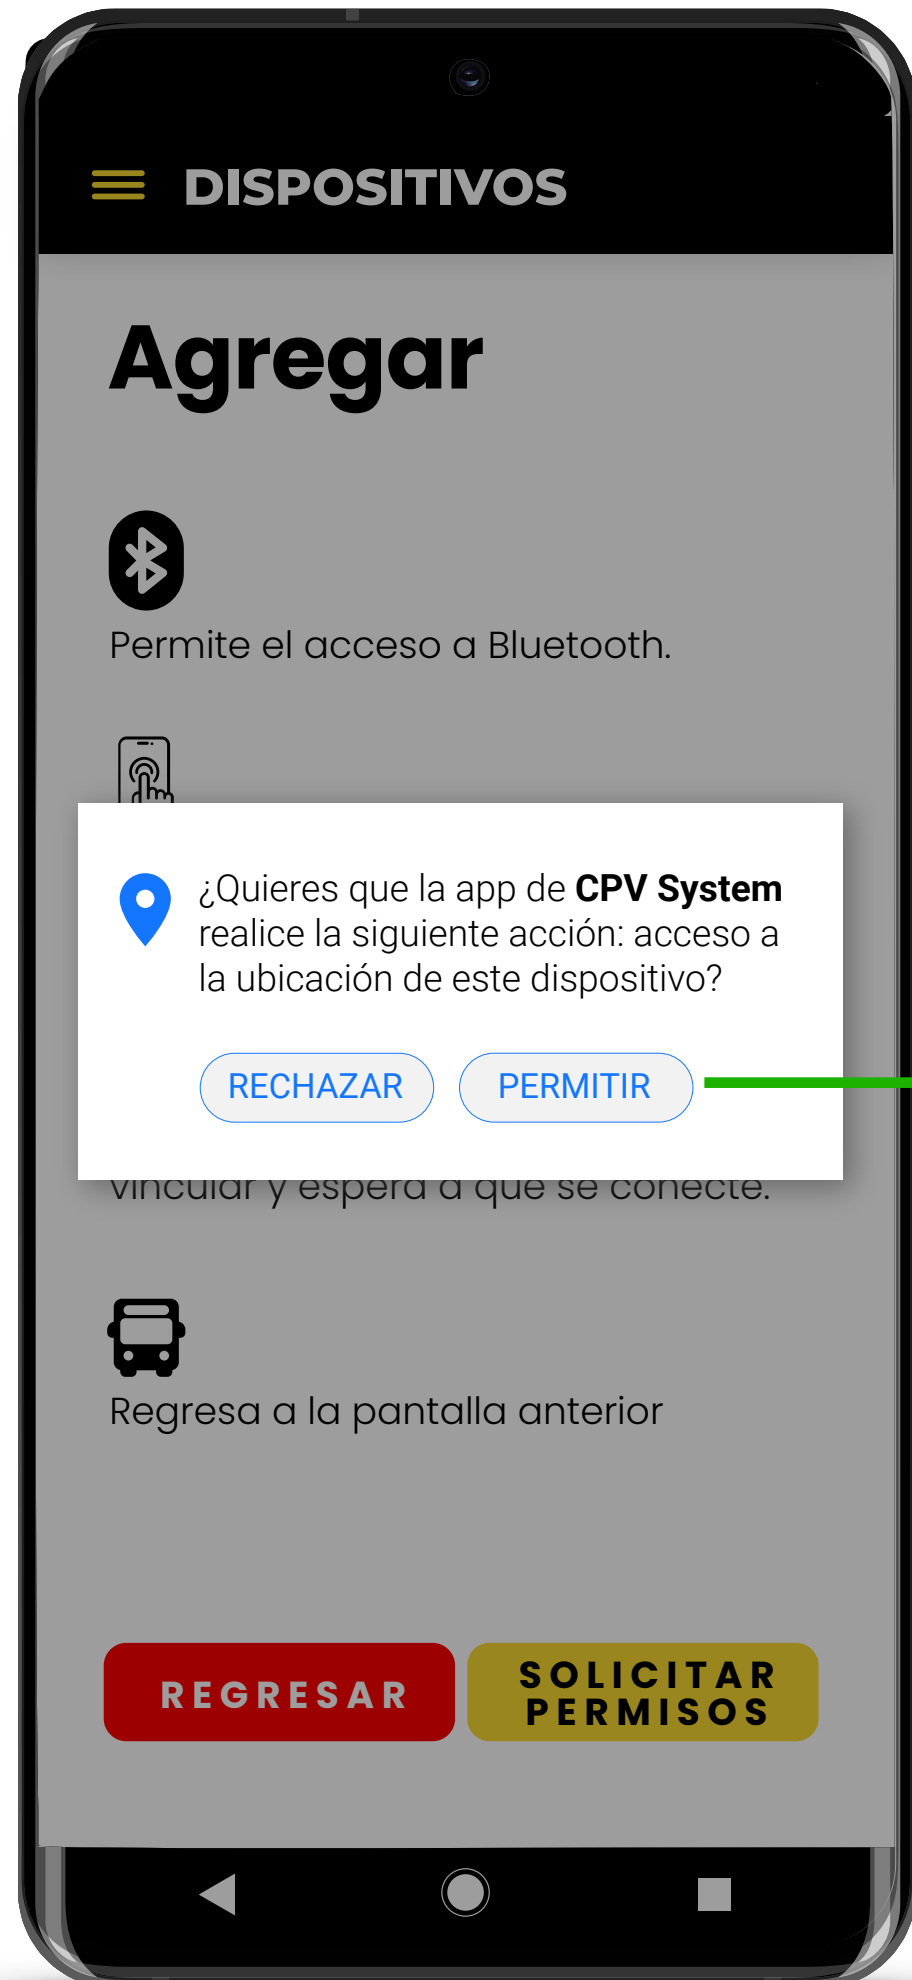 DISPOSITIVOS
Agregar
Permite el acceso a Bluetooth.
¿Quieres que la app de CPV System
realice la siguiente acción: acceso a
la ubicación de este dispositivo?
RECHAZAR PERMITIR
vincular y espera a que se conecte.
Regresa a la pantalla anterior
REGRESAR
SOLICITAR
PERMISOS